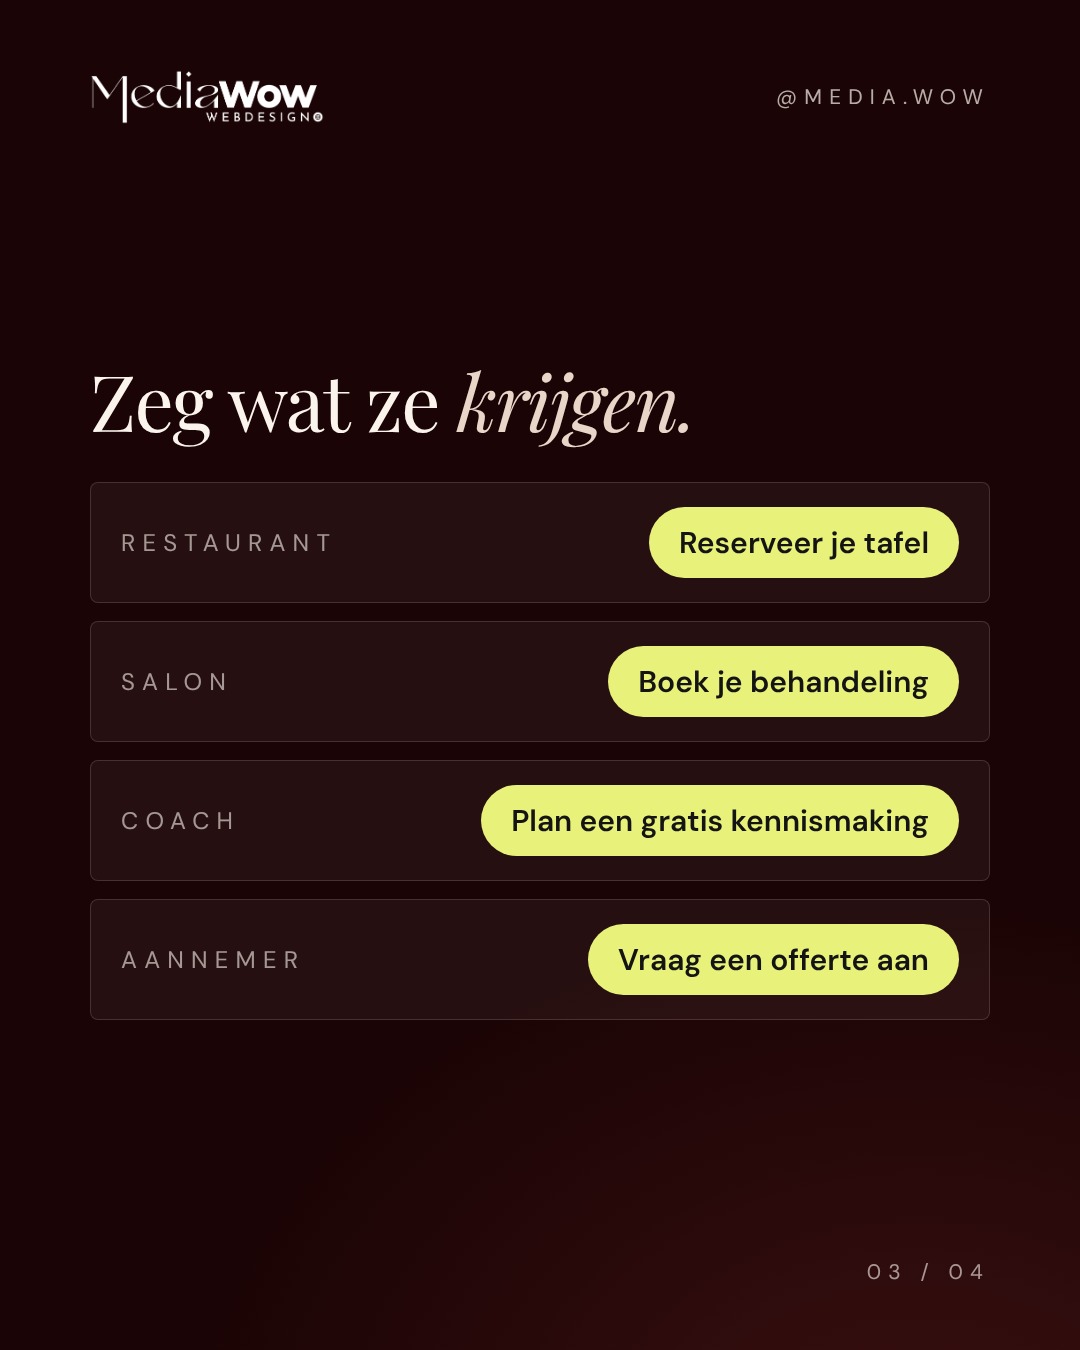 MediaWow
WEBDESIGN
@MEDIA.WOW
Zeg wat ze krijgen.
RESTAURANT
Reserveer je tafel
SALON
Boek je behandeling
COACH
Plan een gratis kennismaking
AANNEMER
Vraag een offerte aan
03 / 04